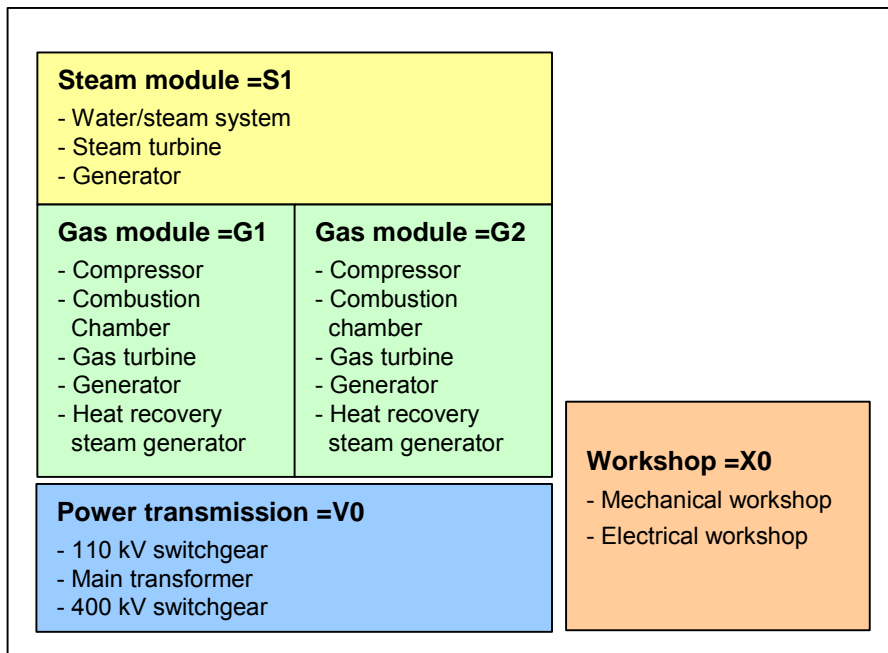 Steam module =S1
- Water/steam system
- Steam turbine
- Generator
Gas module =G1
- Compressor
- Combustion
Chamber
- Gas turbine
- Generator
- Heat recovery
steam generator
Gas module =G2
- Compressor
- Combustion
chamber
- Gas turbine
- Generator
- Heat recovery
steam generator
Workshop =X0
- Mechanical workshop
- Electrical workshop
Power transmission =V0
- 110 kV switchgear
- Main transformer
- 400 kV switchgear